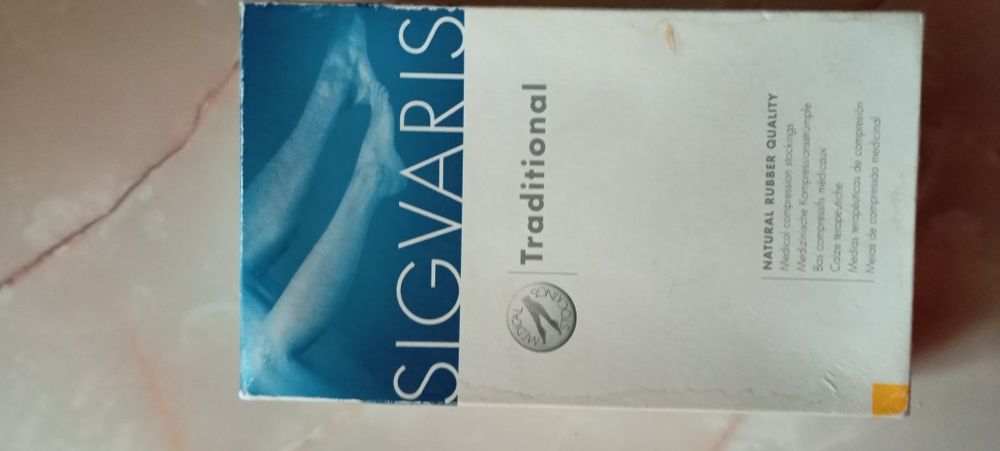 SIGVARIS
Traditional
MEDICAL
STOCKINGS
NATURAL RUBBER QUALITY
Medical compression stockings
Medizinische Kompressionsstrümpfe
Bas compressifs médicaux
Calze terapeutiche
Medias terapéuticas de compresión
Meias de compressão medicinal